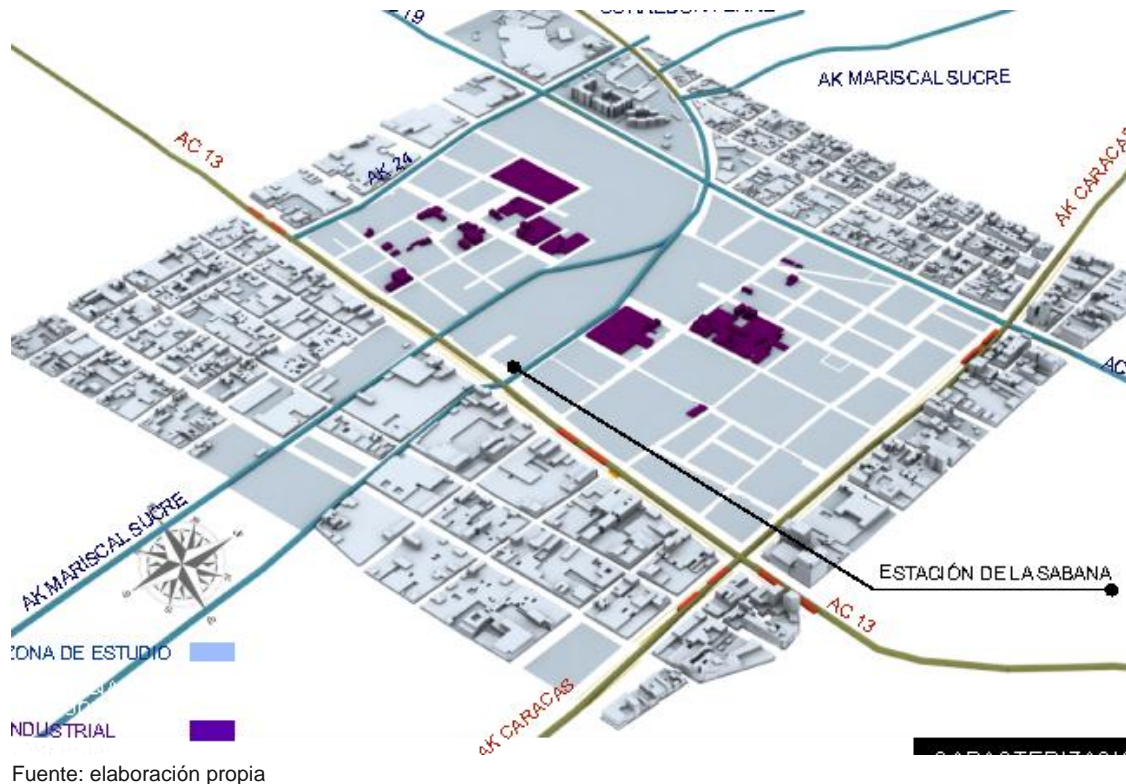 AK MARISCAL SUCRE
AC 13
AK 24
AK CARACAS
AK MARISCAL SUCRE
ESTACIÓN DE LA SABANA
AC 13
AK CARACAS
ZONA DE ESTUDIO
INDUSTRIAL
Fuente: elaboración propia